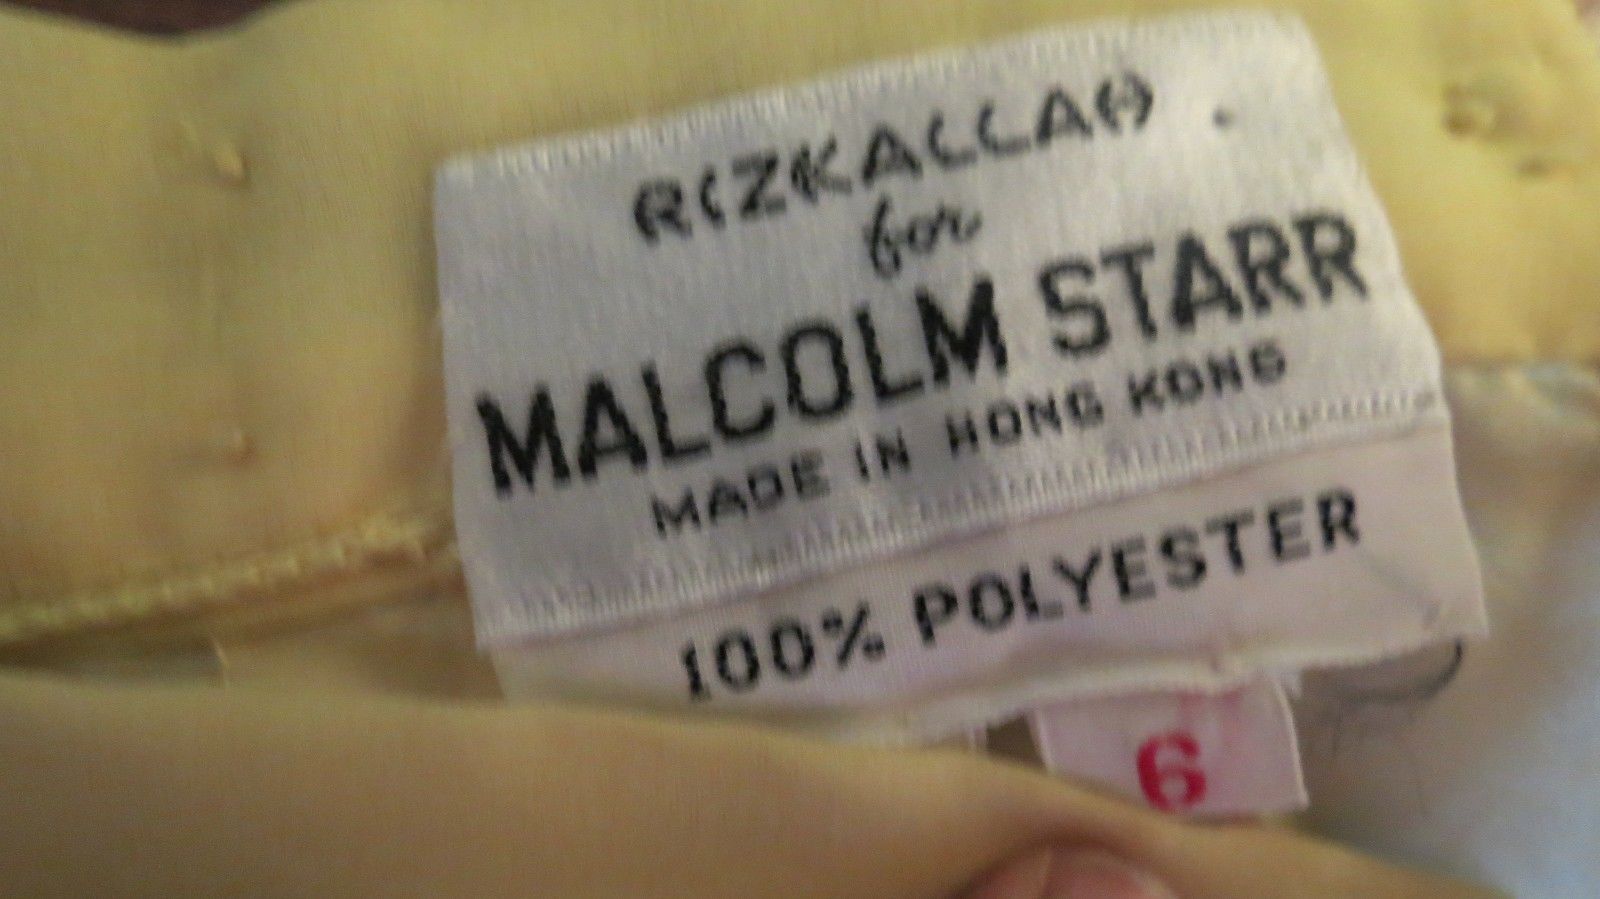 RIZKALLAH
for
MALCOLM STARR
MADE IN HONG KONG
100% POLYESTER
6